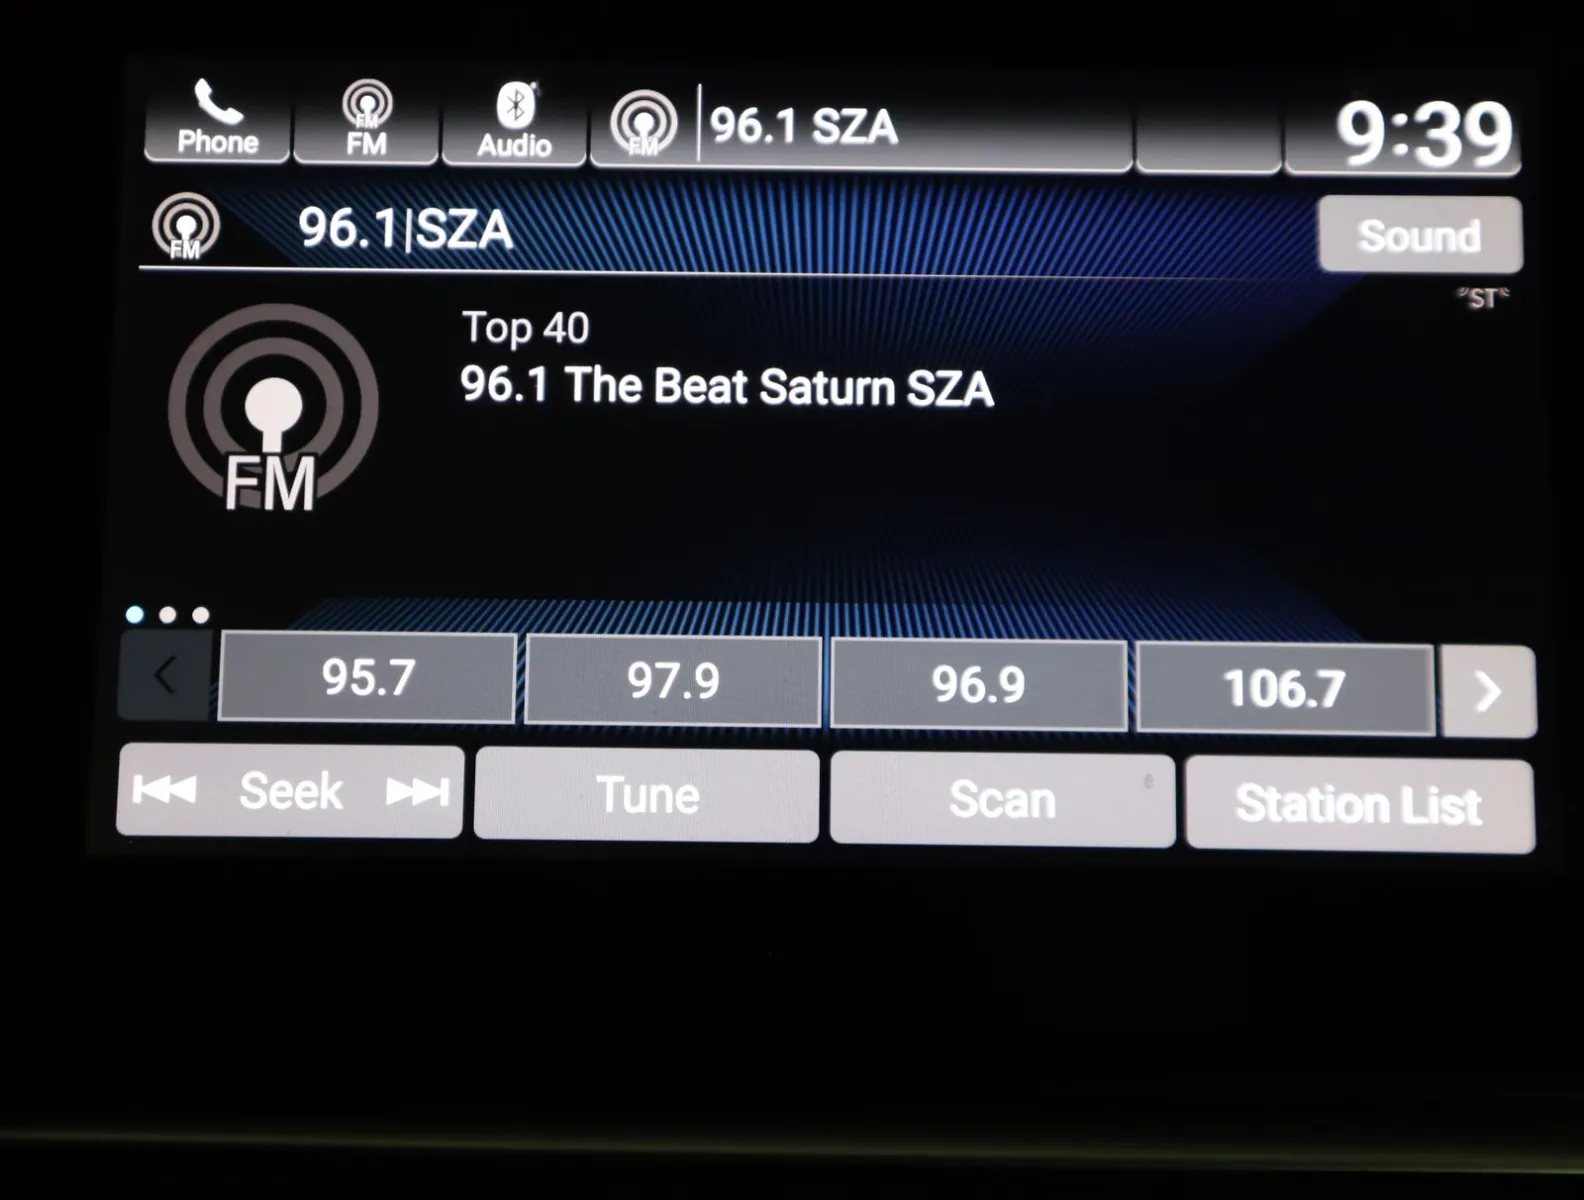 Phone
FM
FM
Audio
FM
96.1 SZA
9:39
FM
96.1|SZA
Sound
ST
Top 40
96.1 The Beat Saturn SZA
FM
95.7
97.9
96.9
106.7
Seek
Tune
Scan
Station List